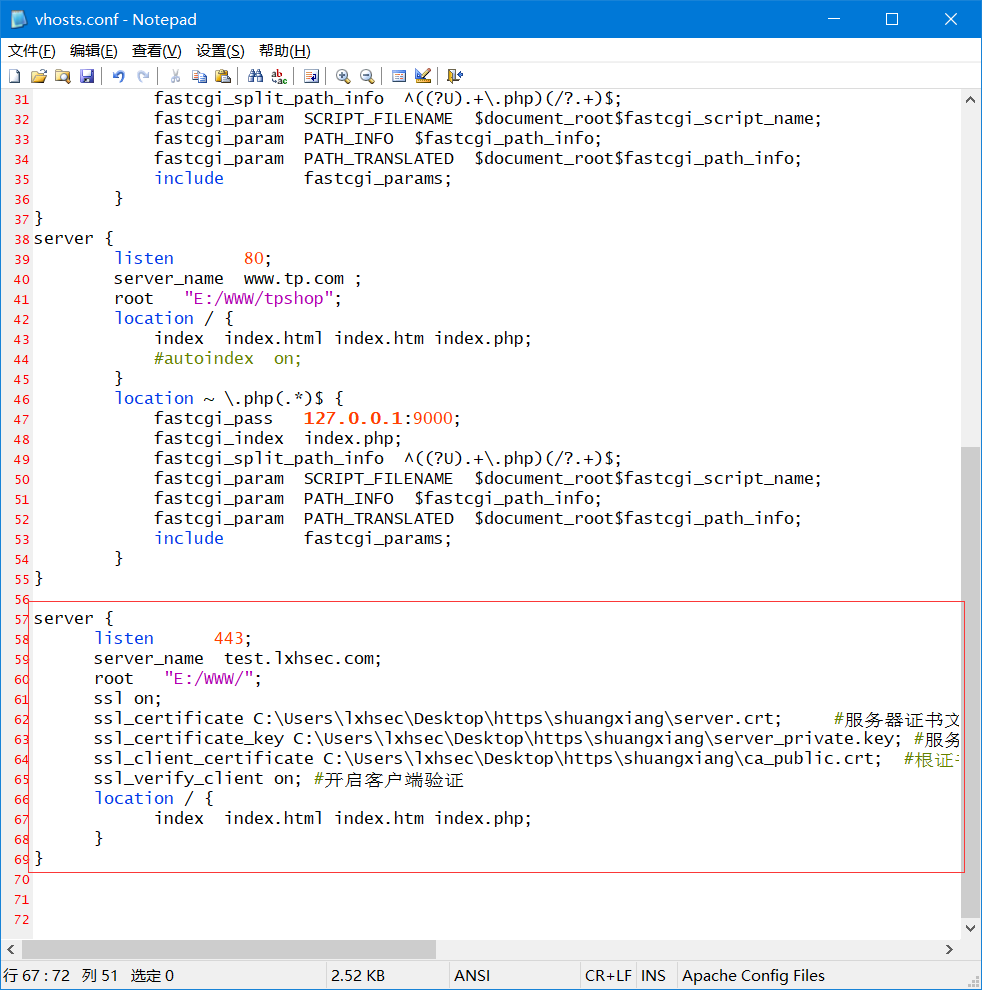 vhosts.conf - Notepad
文件(F) 编辑(E) 查看(V) 设置(S) 帮助(H)
31 fastcgi_split_path_info ^((?U).+\.php)(/?.+)$;
32 fastcgi_param SCRIPT_FILENAME $document_root$fastcgi_script_name;
33 fastcgi_param PATH_INFO $fastcgi_path_info;
34 fastcgi_param PATH_TRANSLATED $document_root$fastcgi_path_info;
35 include fastcgi_params;
36 }
37 }
38 server {
39 listen 80;
40 server_name www.tp.com ;
41 root "E:/WWW/tpshop";
42 location / {
43 index index.html index.htm index.php;
44 #autoindex on;
45 }
46 location ~ \.php(.*)$ {
47 fastcgi_pass 127.0.0.1:9000;
48 fastcgi_index index.php;
49 fastcgi_split_path_info ^((?U).+\.php)(/?.+)$;
50 fastcgi_param SCRIPT_FILENAME $document_root$fastcgi_script_name;
51 fastcgi_param PATH_INFO $fastcgi_path_info;
52 fastcgi_param PATH_TRANSLATED $document_root$fastcgi_path_info;
53 include fastcgi_params;
54 }
55 }
56
57 server {
58 listen 443;
59 server_name test.lxhsec.com;
60 root "E:/WWW/";
61 ssl on;
62 ssl_certificate C:\Users\lxhsec\Desktop\https\shuangxiang\server.crt; #服务器证书文
63 ssl_certificate_key C:\Users\lxhsec\Desktop\https\shuangxiang\server_private.key; #服务
64 ssl_client_certificate C:\Users\lxhsec\Desktop\https\shuangxiang\ca_public.crt; #根证
65 ssl_verify_client on; #开启客户端验证
66 location / {
67 index index.html index.htm index.php;
68 }
69 }
70
71
72
行 67 : 72 列 51 选定 0 2.52 KB ANSI CR+LF INS Apache Config Files